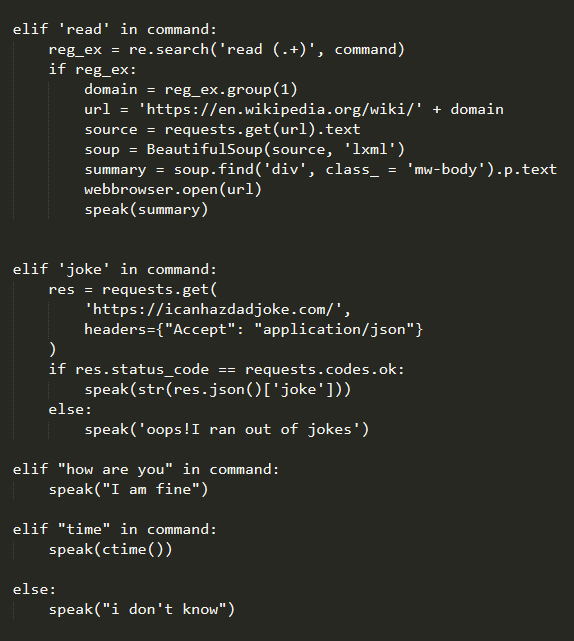 elif 'read' in command:
    reg_ex = re.search('read (.+)', command)
    if reg_ex:
        domain = reg_ex.group(1)
        url = 'https://en.wikipedia.org/wiki/' + domain
        source = requests.get(url).text
        soup = BeautifulSoup(source, 'lxml')
        summary = soup.find('div', class_ = 'mw-body').p.text
        webbrowser.open(url)
        speak(summary)
elif 'joke' in command:
    res = requests.get(
        'https://icanhazdadjoke.com/',
        headers={"Accept": "application/json"}
    )
    if res.status_code == requests.codes.ok:
        speak(str(res.json()['joke']))
    else:
        speak('oops!I ran out of jokes')
elif "how are you" in command:
    speak("I am fine")
elif "time" in command:
    speak(ctime())
else:
    speak("i don't know")